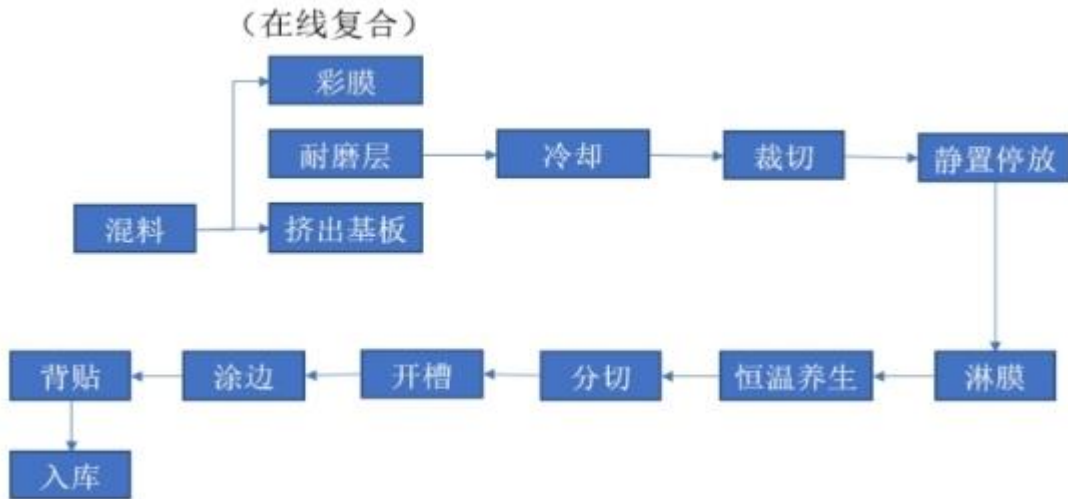 （在线复合）
彩膜
耐磨层
冷却
裁切
静置停放
混料
挤出基板
背贴
涂边
开槽
分切
恒温养生
淋膜
入库